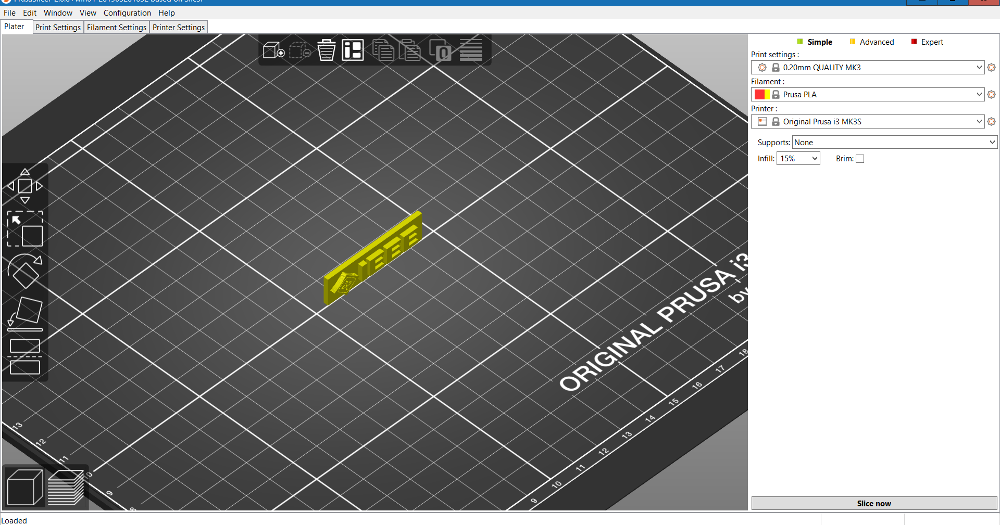 File Edit Window View Configuration Help
Plater Print Settings Filament Settings Printer Settings
Simple Advanced Expert
Print settings :
0.20mm QUALITY MK3
Filament :
Prusa PLA
Printer :
Original Prusa i3 MK3S
Supports: None
Infill: 15% Brim:
IEEE
ORIGINAL PRUSA i3
by
18
17
16
15
14
13
12
11
10
9
13
12
11
10
9
8
Slice now
Loaded